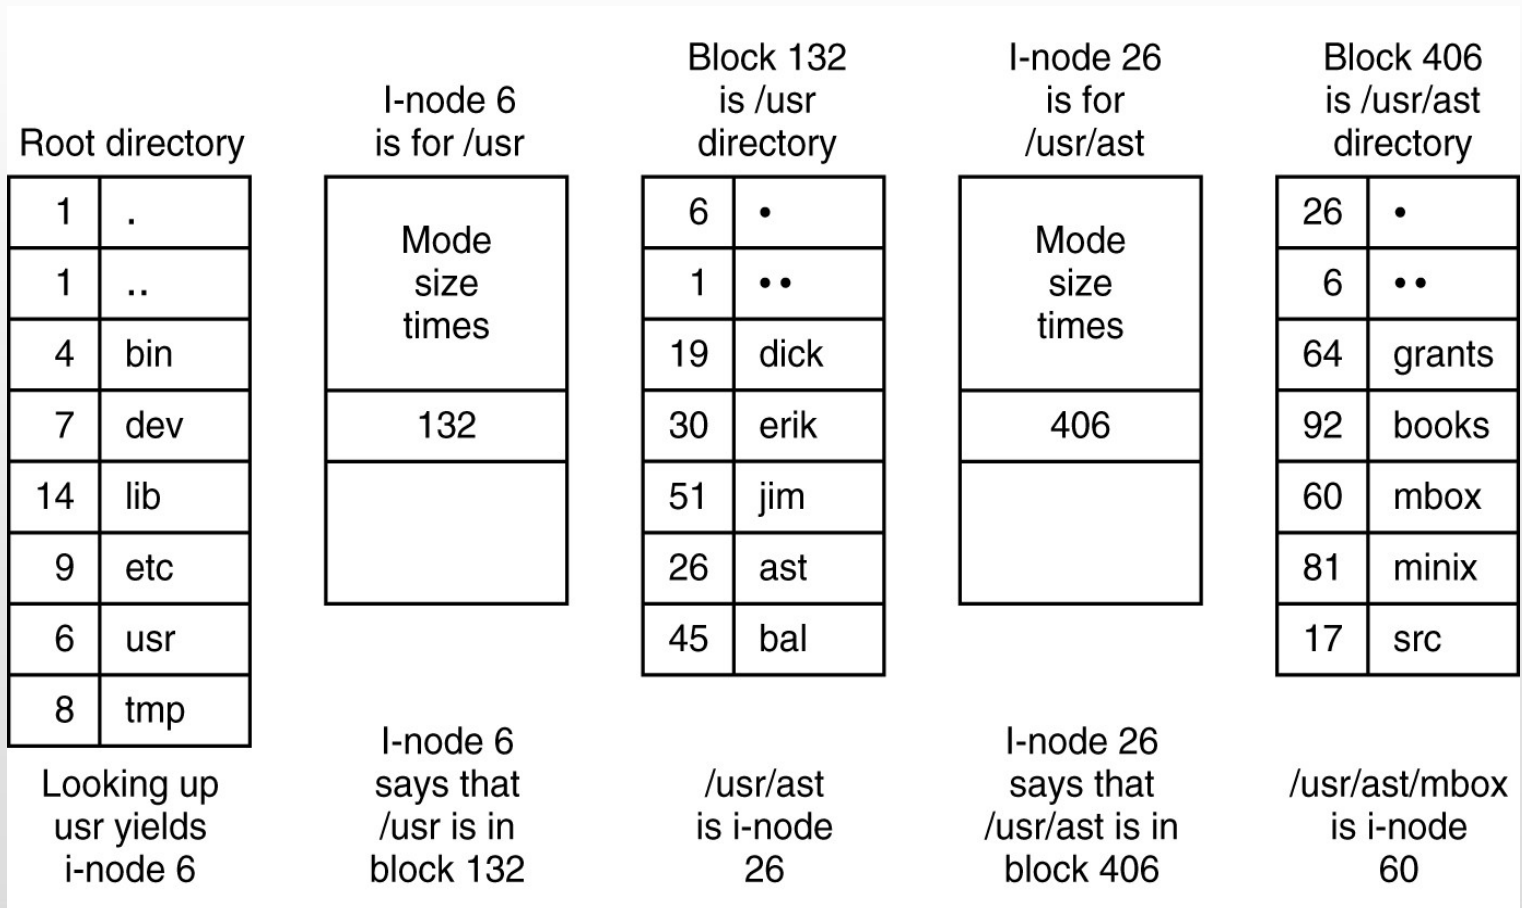 Root directory
1 .
1 ..
4 bin
7 dev
14 lib
9 etc
6 usr
8 tmp
Looking up
usr yields
i-node 6
I-node 6
is for /usr
Mode
size
times
132
I-node 6
says that
/usr is in
block 132
Block 132
is /usr
directory
6 •
1 ••
19 dick
30 erik
51 jim
26 ast
45 bal
/usr/ast
is i-node
26
I-node 26
is for
/usr/ast
Mode
size
times
406
I-node 26
says that
/usr/ast is in
block 406
Block 406
is /usr/ast
directory
26 •
6 ••
64 grants
92 books
60 mbox
81 minix
17 src
/usr/ast/mbox
is i-node
60